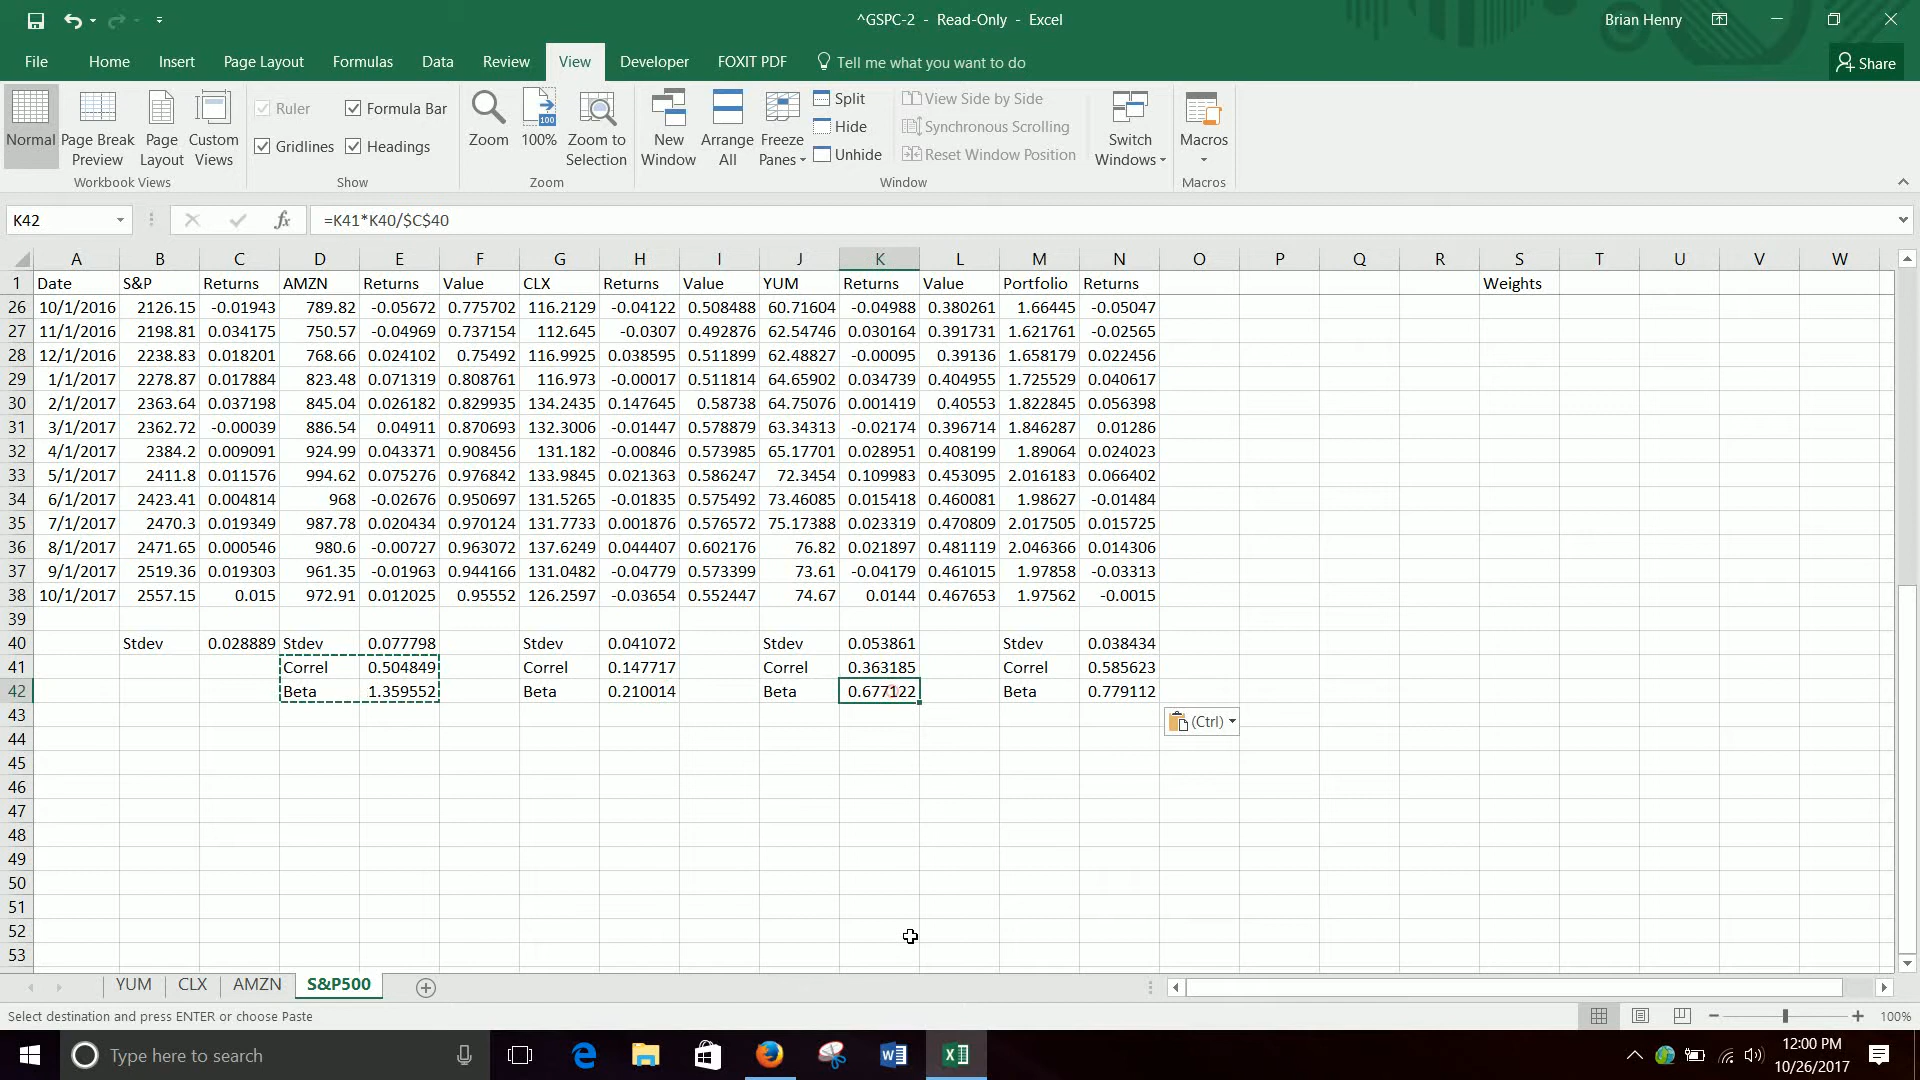 ^GSPC-2 - Read-Only - Excel
Brian Henry
File Home Insert Page Layout Formulas Data Review View Developer FOXIT PDF Tell me what you want to do Share
Normal Page Break Preview Page Layout Custom Views
Workbook Views
Ruler Formula Bar
Gridlines Headings
Show
Zoom 100% Zoom to Selection
Zoom
New Window Arrange All Freeze Panes
Split View Side by Side
Hide Synchronous Scrolling
Unhide Reset Window Position
Switch Windows
Window
Macros
Macros
K42 fx =K41*K40/$C$40
A B C D E F G H I J K L M N O P Q R S T U V W
1 Date S&P Returns AMZN Returns Value CLX Returns Value YUM Returns Value Portfolio Returns Weights
26 10/1/2016 2126.15 -0.01943 789.82 -0.05672 0.775702 116.2129 -0.04122 0.508488 60.71604 -0.04988 0.380261 1.66445 -0.05047
27 11/1/2016 2198.81 0.034175 750.57 -0.04969 0.737154 112.645 -0.0307 0.492876 62.54746 0.030164 0.391731 1.621761 -0.02565
28 12/1/2016 2238.83 0.018201 768.66 0.024102 0.75492 116.9925 0.038595 0.511899 62.48827 -0.00095 0.39136 1.658179 0.022456
29 1/1/2017 2278.87 0.017884 823.48 0.071319 0.808761 116.973 -0.00017 0.511814 64.65902 0.034739 0.404955 1.725529 0.040617
30 2/1/2017 2363.64 0.037198 845.04 0.026182 0.829935 134.2435 0.147645 0.58738 64.75076 0.001419 0.40553 1.822845 0.056398
31 3/1/2017 2362.72 -0.00039 886.54 0.04911 0.870693 132.3006 -0.01447 0.578879 63.34313 -0.02174 0.396714 1.846287 0.01286
32 4/1/2017 2384.2 0.009091 924.99 0.043371 0.908456 131.182 -0.00846 0.573985 65.17701 0.028951 0.408199 1.89064 0.024023
33 5/1/2017 2411.8 0.011576 994.62 0.075276 0.976842 133.9845 0.021363 0.586247 72.3454 0.109983 0.453095 2.016183 0.066402
34 6/1/2017 2423.41 0.004814 968 -0.02676 0.950697 131.5265 -0.01835 0.575492 73.46085 0.015418 0.460081 1.98627 -0.01484
35 7/1/2017 2470.3 0.019349 987.78 0.020434 0.970124 131.7733 0.001876 0.576572 75.17388 0.023319 0.470809 2.017505 0.015725
36 8/1/2017 2471.65 0.000546 980.6 -0.00727 0.963072 137.6249 0.044407 0.602176 76.82 0.021897 0.481119 2.046366 0.014306
37 9/1/2017 2519.36 0.019303 961.35 -0.01963 0.944166 131.0482 -0.04779 0.573399 73.61 -0.04179 0.461015 1.97858 -0.03313
38 10/1/2017 2557.15 0.015 972.91 0.012025 0.95552 126.2597 -0.03654 0.552447 74.67 0.0144 0.467653 1.97562 -0.0015
39
40 Stdev 0.028889 Stdev 0.077798 Stdev 0.041072 Stdev 0.053861 Stdev 0.038434
41 Correl 0.504849 Correl 0.147717 Correl 0.363185 Correl 0.585623
42 Beta 1.359552 Beta 0.210014 Beta 0.677122 Beta 0.779112
43 (Ctrl)
44
45
46
47
48
49
50
51
52
53
YUM CLX AMZN S&P500
Select destination and press ENTER or choose Paste 100%
Type here to search
12:00 PM
10/26/2017